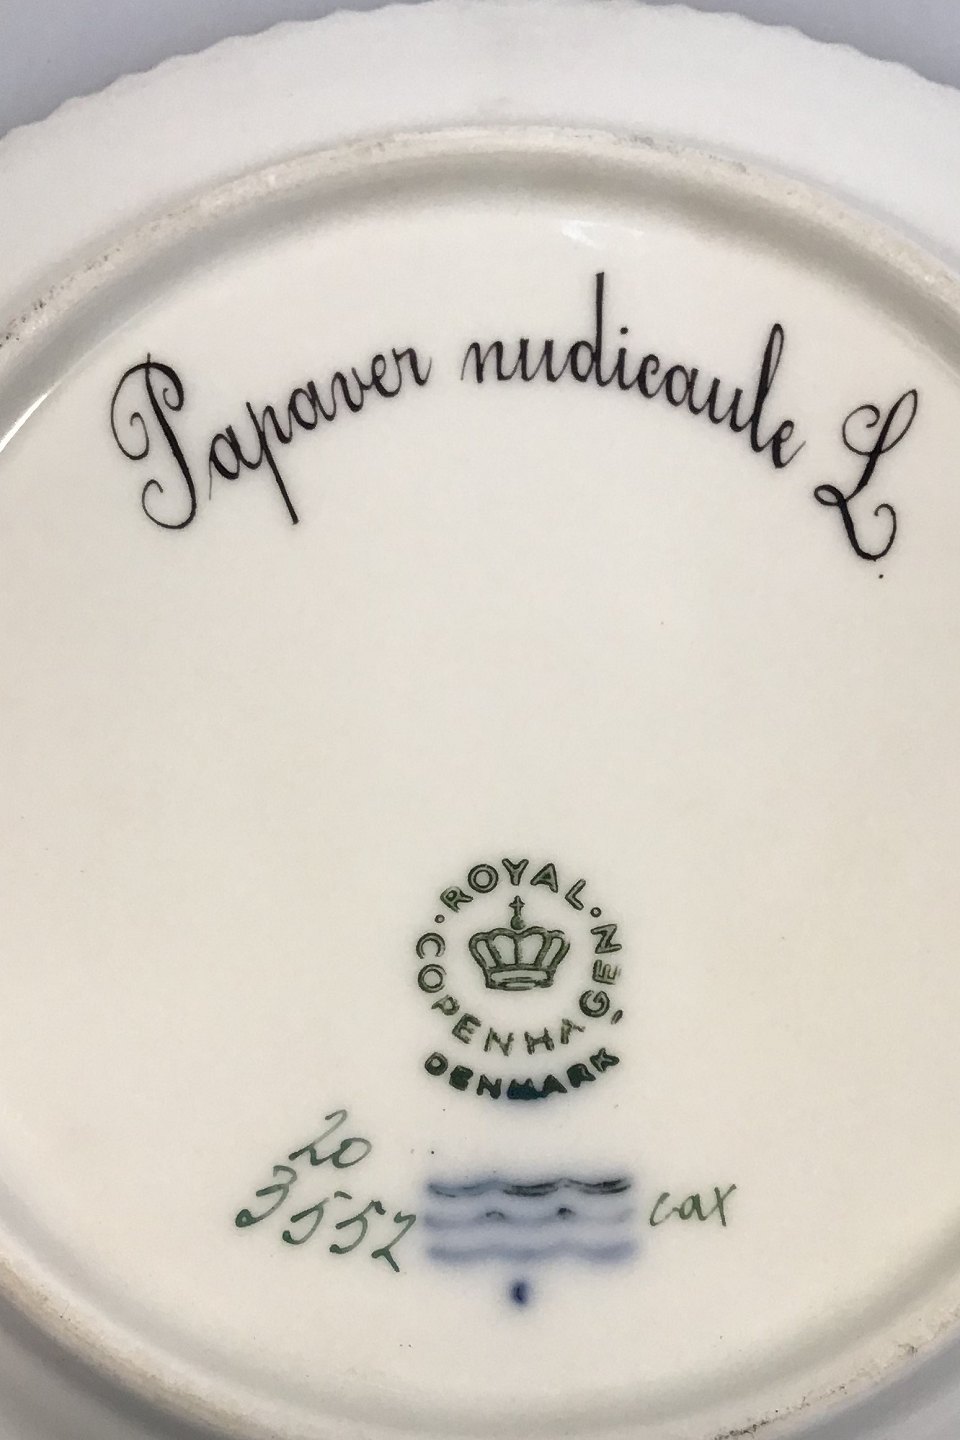 Papaver nudicaule L.
ROYAL
COPENHAGEN
DENMARK
20
3552
cax